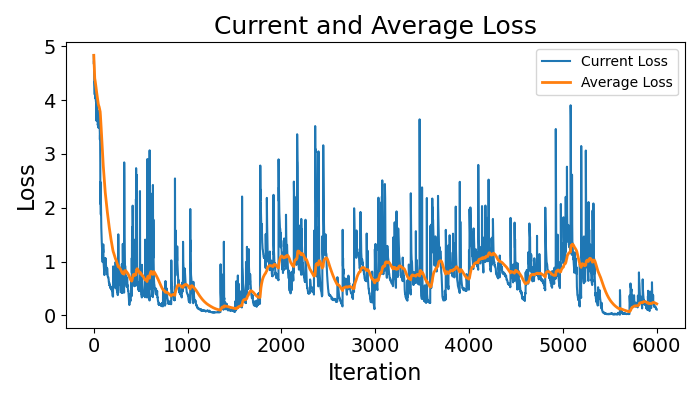 Current and Average Loss
Current Loss
Average Loss
Loss
5
4
3
2
1
0
0 1000 2000 3000 4000 5000 6000
Iteration